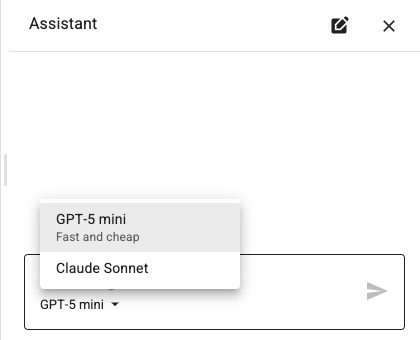 Assistant
GPT-5 mini
Fast and cheap
Claude Sonnet
GPT-5 mini